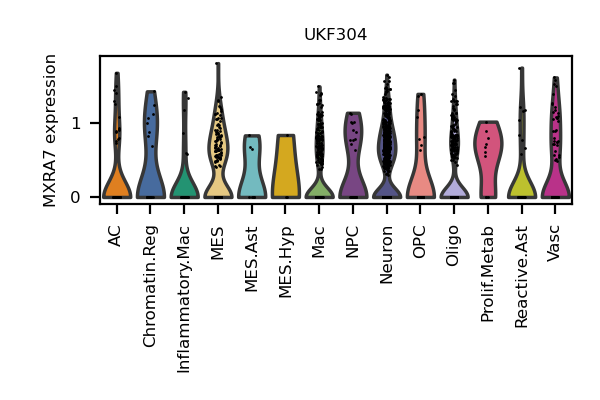 UKF304
MXRA7 expression
1
0
AC
Chromatin.Reg
Inflammatory.Mac
MES
MES.Ast
MES.Hyp
Mac
NPC
Neuron
OPC
Oligo
Prolif.Metab
Reactive.Ast
Vasc